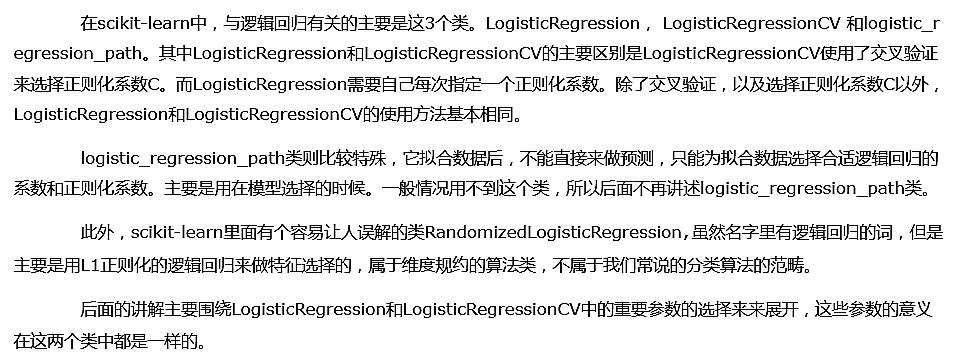 在scikit-learn中，与逻辑回归有关的主要是这3个类。LogisticRegression， LogisticRegressionCV 和logistic_r
egression_path。其中LogisticRegression和LogisticRegressionCV的主要区别是LogisticRegressionCV使用了交叉验证
来选择正则化系数C。而LogisticRegression需要自己每次指定一个正则化系数。除了交叉验证，以及选择正则化系数C以外，
LogisticRegression和LogisticRegressionCV的使用方法基本相同。
logistic_regression_path类则比较特殊，它拟合数据后，不能直接来做预测，只能为拟合数据选择合适逻辑回归的
系数和正则化系数。主要是用在模型选择的时候。一般情况用不到这个类，所以后面不再讲述logistic_regression_path类。
此外，scikit-learn里面有个容易让人误解的类RandomizedLogisticRegression,虽然名字里有逻辑回归的词，但是
主要是用L1正则化的逻辑回归来做特征选择的，属于维度规约的算法类，不属于我们常说的分类算法的范畴。
后面的讲解主要围绕LogisticRegression和LogisticRegressionCV中的重要参数的选择来来展开，这些参数的意义
在这两个类中都是一样的。